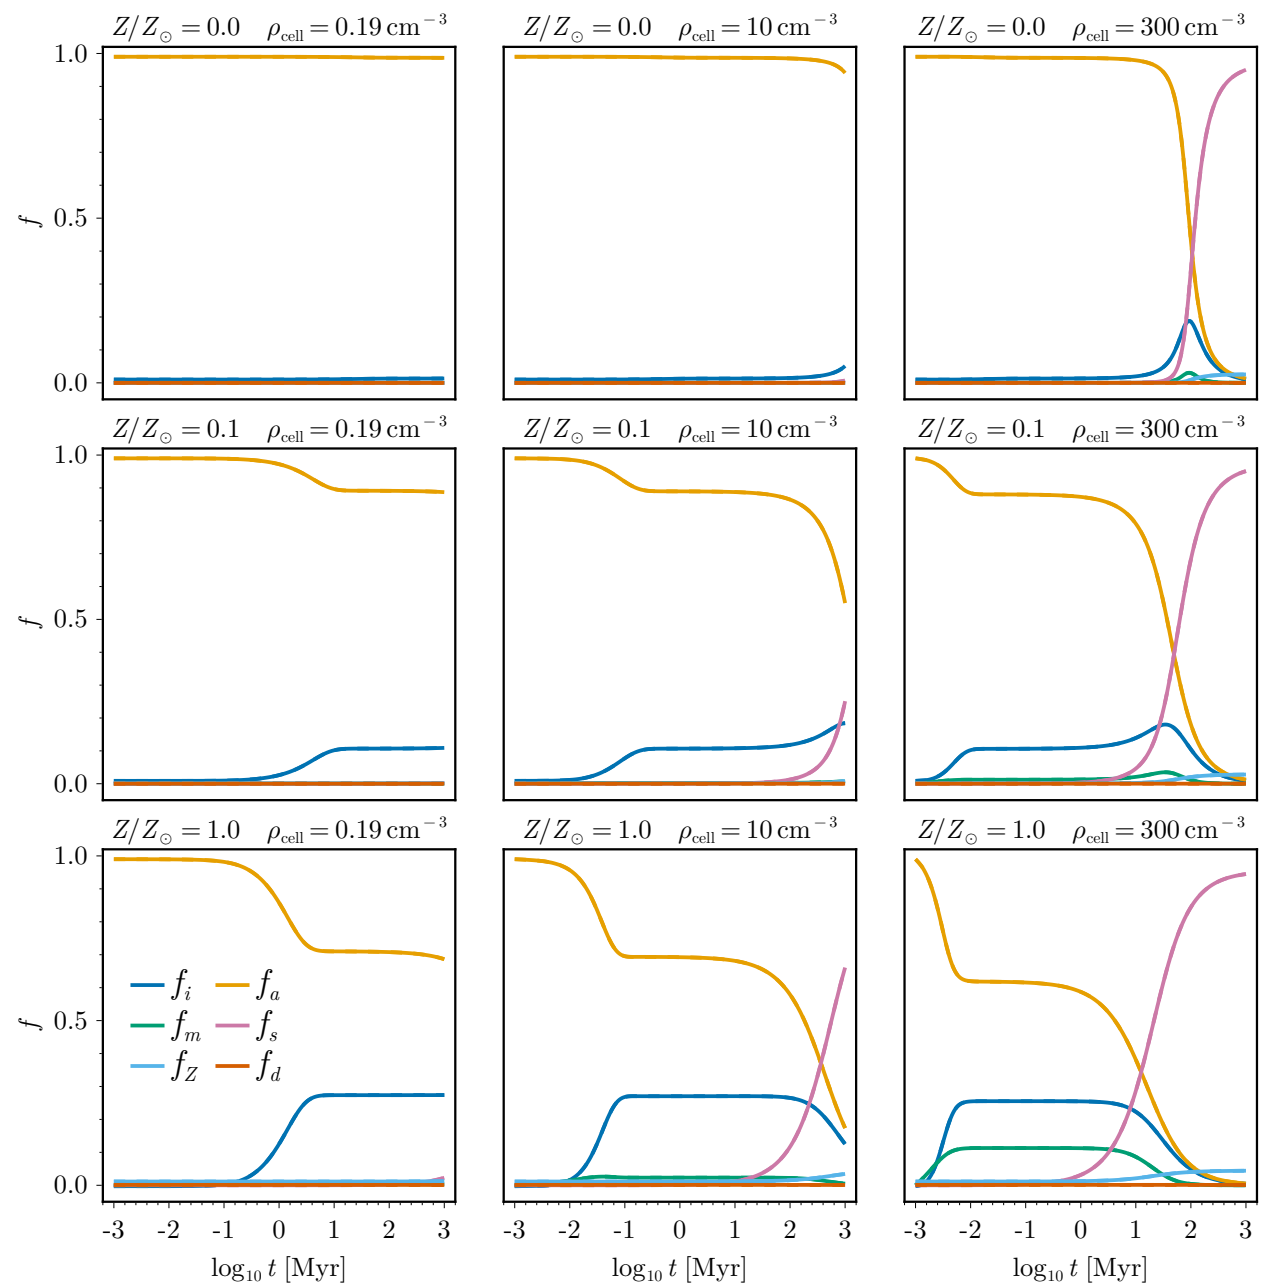 Z/Z☉ = 0.0 ρcell = 0.19 cm⁻³
Z/Z☉ = 0.0 ρcell = 10 cm⁻³
Z/Z☉ = 0.0 ρcell = 300 cm⁻³
1.0
0.5
0.0
f
Z/Z☉ = 0.1 ρcell = 0.19 cm⁻³
Z/Z☉ = 0.1 ρcell = 10 cm⁻³
Z/Z☉ = 0.1 ρcell = 300 cm⁻³
1.0
0.5
0.0
f
Z/Z☉ = 1.0 ρcell = 0.19 cm⁻³
Z/Z☉ = 1.0 ρcell = 10 cm⁻³
Z/Z☉ = 1.0 ρcell = 300 cm⁻³
1.0
0.5
0.0
f
fi fa
fm fs
fZ fd
-3 -2 -1 0 1 2 3
-3 -2 -1 0 1 2 3
-3 -2 -1 0 1 2 3
log₁₀ t [Myr]
log₁₀ t [Myr]
log₁₀ t [Myr]